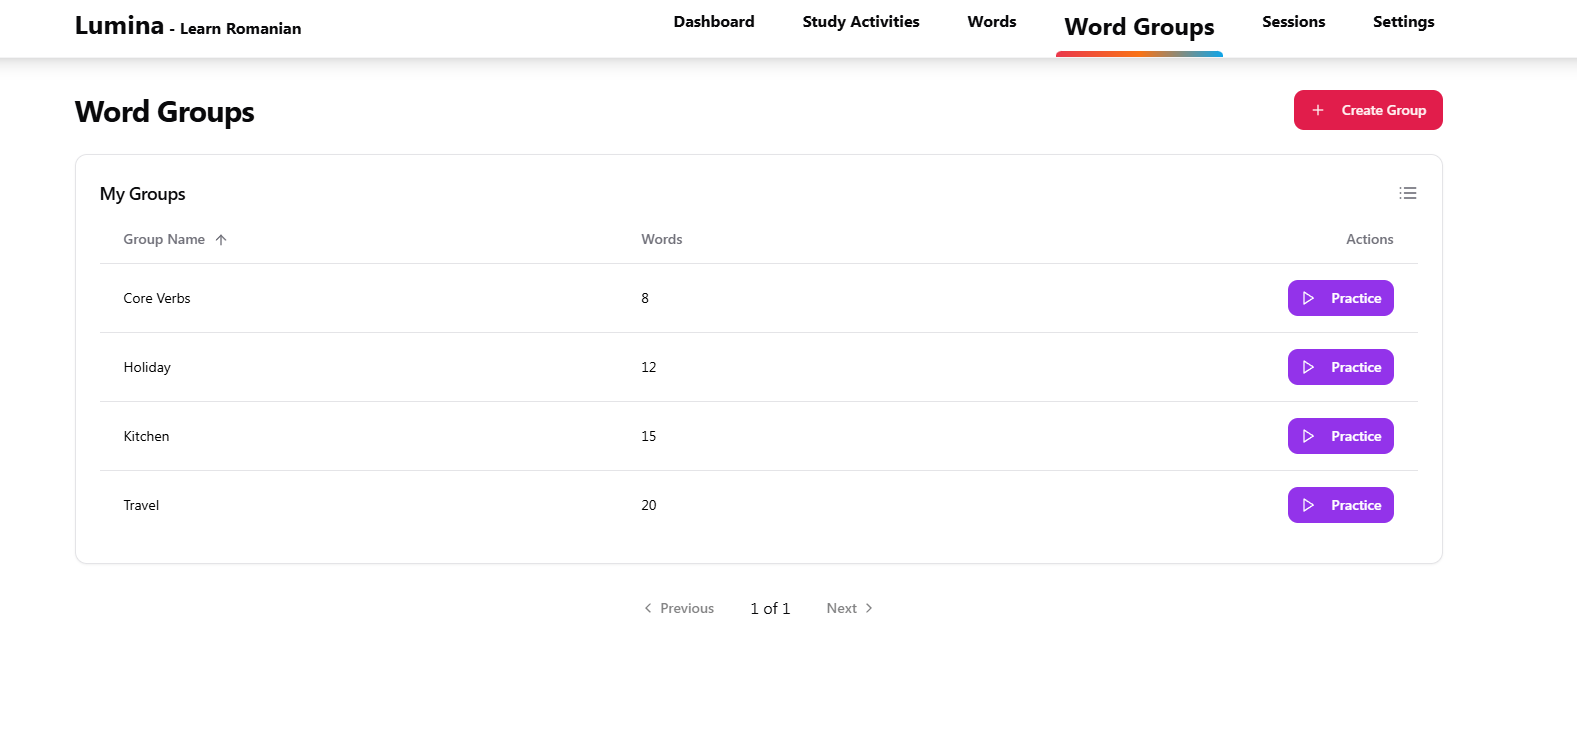 Lumina - Learn Romanian
Dashboard
Study Activities
Words
Word Groups
Sessions
Settings
Word Groups
Create Group
My Groups
Group Name Words Actions
Core Verbs 8 Practice
Holiday 12 Practice
Kitchen 15 Practice
Travel 20 Practice
Previous 1 of 1 Next